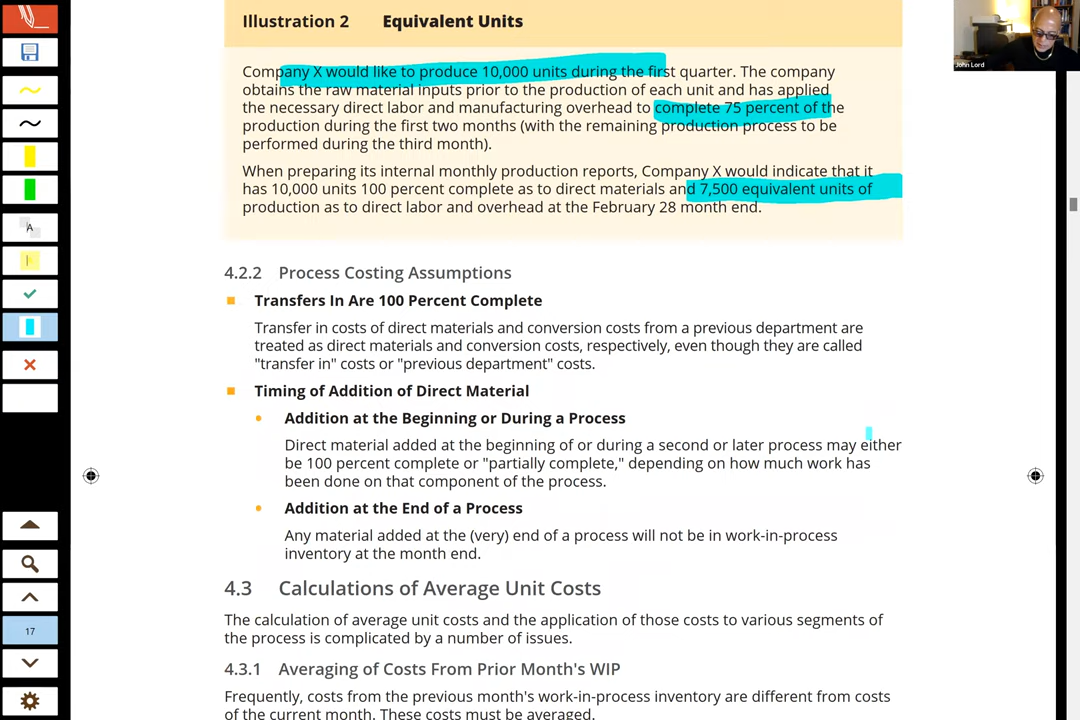 Illustration 2 Equivalent Units
John Lord
Company X would like to produce 10,000 units during the first quarter. The company
obtains the raw material inputs prior to the production of each unit and has applied
the necessary direct labor and manufacturing overhead to complete 75 percent of the
production during the first two months (with the remaining production process to be
performed during the third month).
When preparing its internal monthly production reports, Company X would indicate that it
has 10,000 units 100 percent complete as to direct materials and 7,500 equivalent units of
production as to direct labor and overhead at the February 28 month end.
4.2.2 Process Costing Assumptions
Transfers In Are 100 Percent Complete
Transfer in costs of direct materials and conversion costs from a previous department are
treated as direct materials and conversion costs, respectively, even though they are called
"transfer in" costs or "previous department" costs.
Timing of Addition of Direct Material
Addition at the Beginning or During a Process
Direct material added at the beginning of or during a second or later process may either
be 100 percent complete or "partially complete," depending on how much work has
been done on that component of the process.
Addition at the End of a Process
Any material added at the (very) end of a process will not be in work-in-process
inventory at the month end.
4.3 Calculations of Average Unit Costs
The calculation of average unit costs and the application of those costs to various segments of
the process is complicated by a number of issues.
4.3.1 Averaging of Costs From Prior Month's WIP
Frequently, costs from the previous month's work-in-process inventory are different from costs
of the current month. These costs must be averaged.
A
17